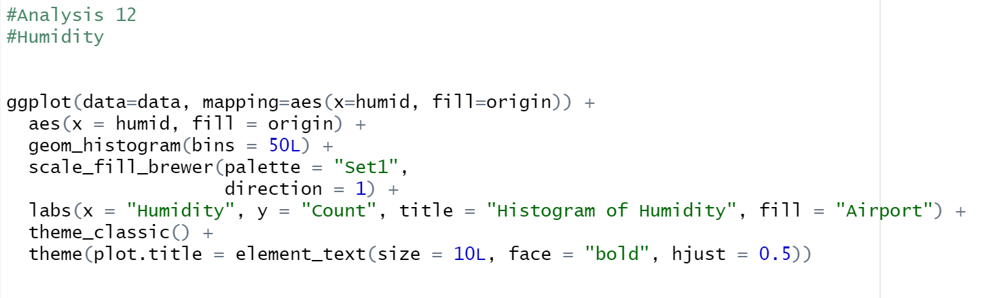 #Analysis 12
#Humidity
ggplot(data=data, mapping=aes(x=humid, fill=origin)) +
  aes(x = humid, fill = origin) +
  geom_histogram(bins = 50L) +
  scale_fill_brewer(palette = "Set1",
                    direction = 1) +
  labs(x = "Humidity", y = "Count", title = "Histogram of Humidity", fill = "Airport") +
  theme_classic() +
  theme(plot.title = element_text(size = 10L, face = "bold", hjust = 0.5))